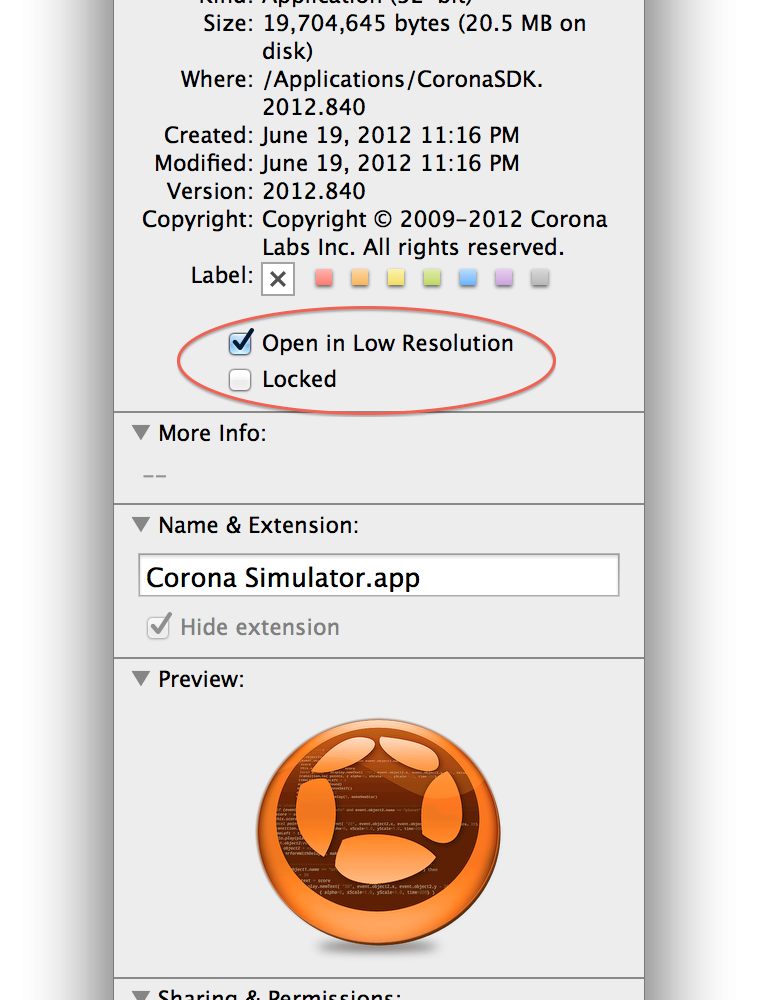 Kind: Application (32-bit)
Size: 19,704,645 bytes (20.5 MB on
disk)
Where: /Applications/CoronaSDK.
2012.840
Created: June 19, 2012 11:16 PM
Modified: June 19, 2012 11:16 PM
Version: 2012.840
Copyright: Copyright © 2009–2012 Corona
Labs Inc. All rights reserved.
Label:
Open in Low Resolution
Locked
More Info:
--
Name & Extension:
Corona Simulator.app
Hide extension
Preview:
Sharing & Permissions: